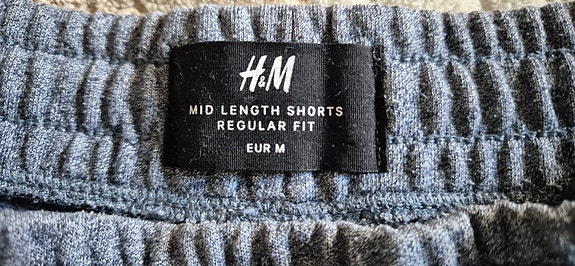 H&M
MID LENGTH SHORTS
REGULAR FIT
EUR M